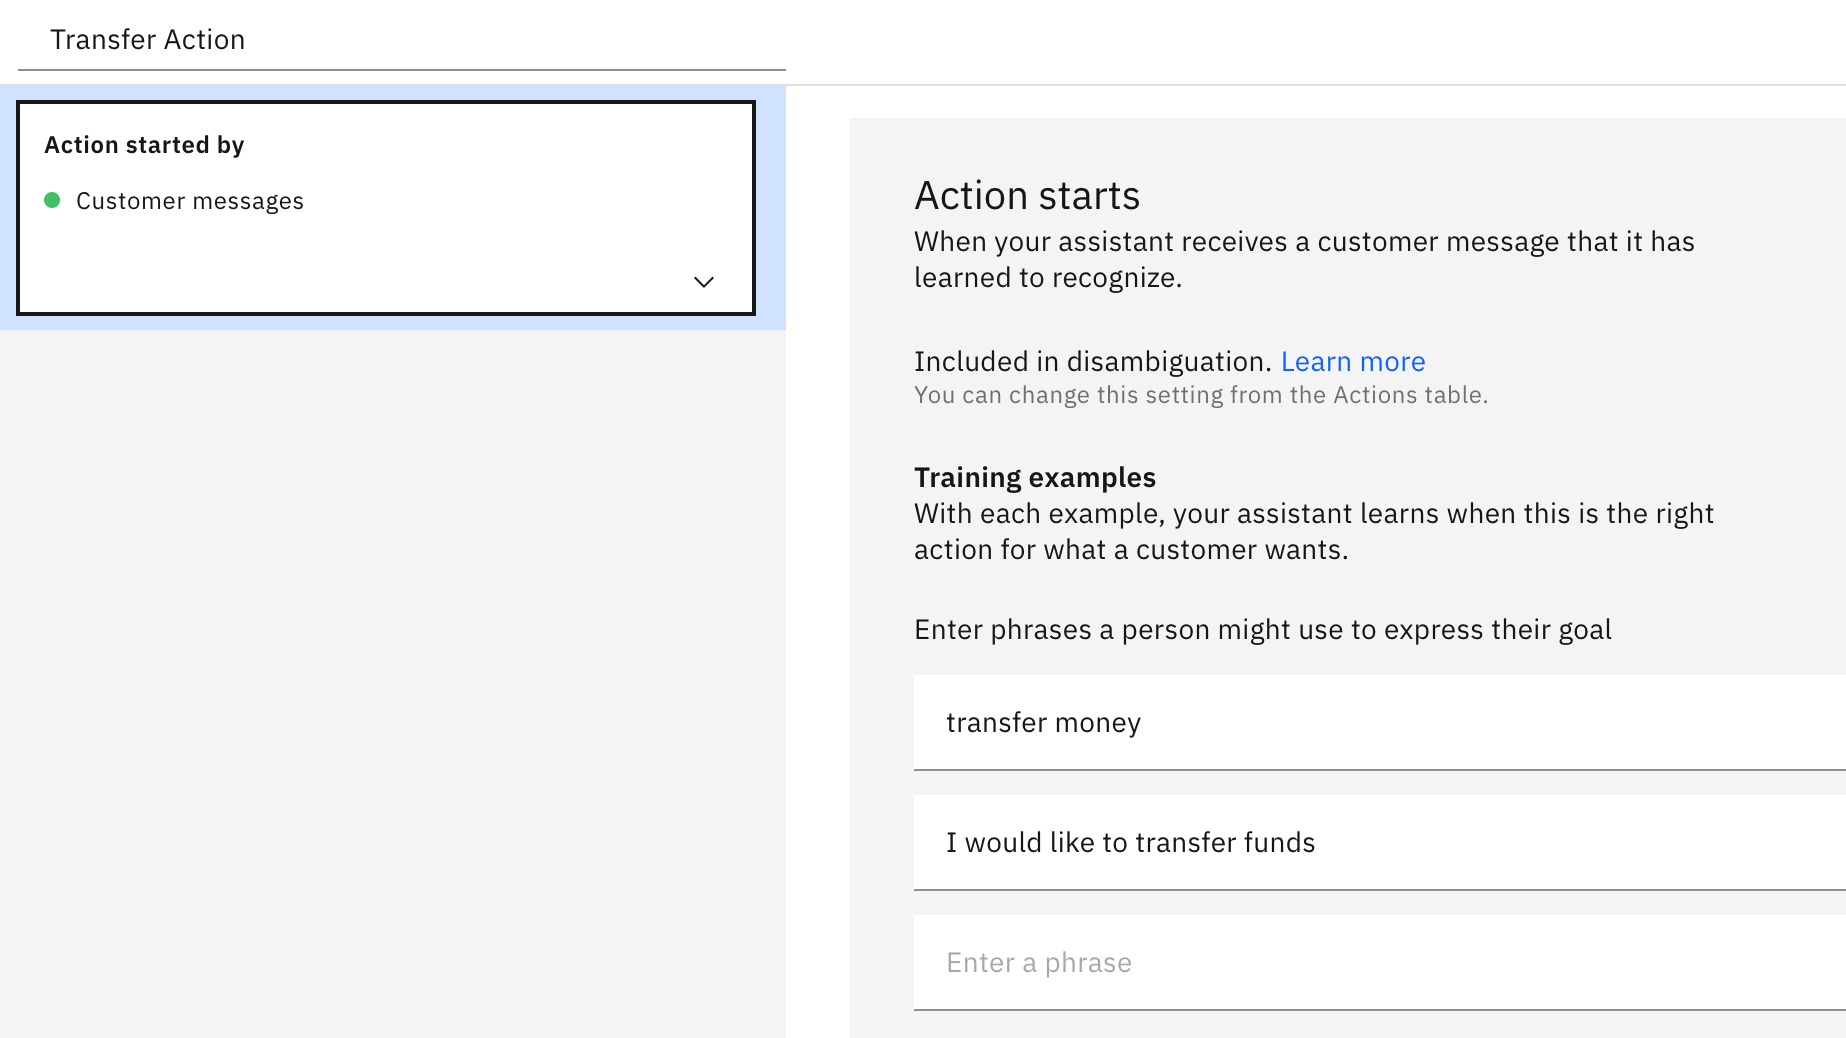 Transfer Action
Action started by
Customer messages
Action starts
When your assistant receives a customer message that it has
learned to recognize.
Included in disambiguation. Learn more
You can change this setting from the Actions table.
Training examples
With each example, your assistant learns when this is the right
action for what a customer wants.
Enter phrases a person might use to express their goal
transfer money
I would like to transfer funds
Enter a phrase